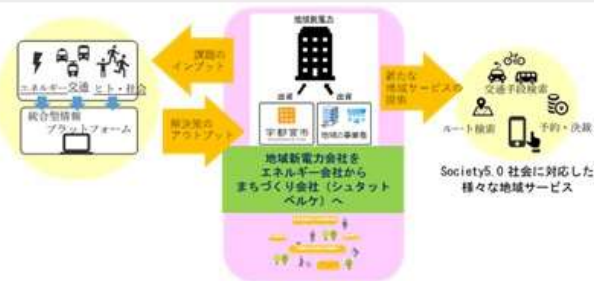 地域新電力
課題の
インプット
エネルギー 交通 ヒト・社会
統合型情報
プラットフォーム
解決策の
アウトプット
出資
出資
宇都宮市
地域の事業者
新たな
地域サービスの
提供
交通手段検索
ルート検索
予約・決済
Society5.0 社会に対応した
様々な地域サービス
地域新電力会社を
エネルギー会社から
まちづくり会社（シュタット
ベルケ）へ